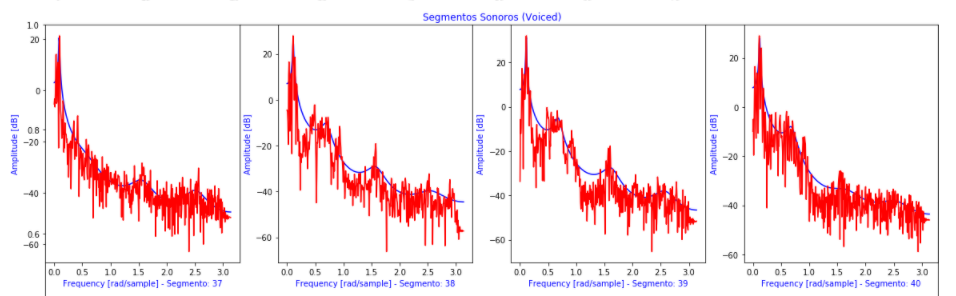 Segmentos Sonoros (Voiced)
1.0
20
0
0.8
−20
−40
0.6
−60
Amplitude [dB]
0.0 0.5 1.0 1.5 2.0 2.5 3.0
Frequency [rad/sample] - Segmento: 37
20
0
−20
−40
−60
Amplitude [dB]
0.0 0.5 1.0 1.5 2.0 2.5 3.0
Frequency [rad/sample] - Segmento: 38
20
0
−20
−40
−60
Amplitude [dB]
0.0 0.5 1.0 1.5 2.0 2.5 3.0
Frequency [rad/sample] - Segmento: 39
20
0
−20
−40
−60
Amplitude [dB]
0.0 0.5 1.0 1.5 2.0 2.5 3.0
Frequency [rad/sample] - Segmento: 40